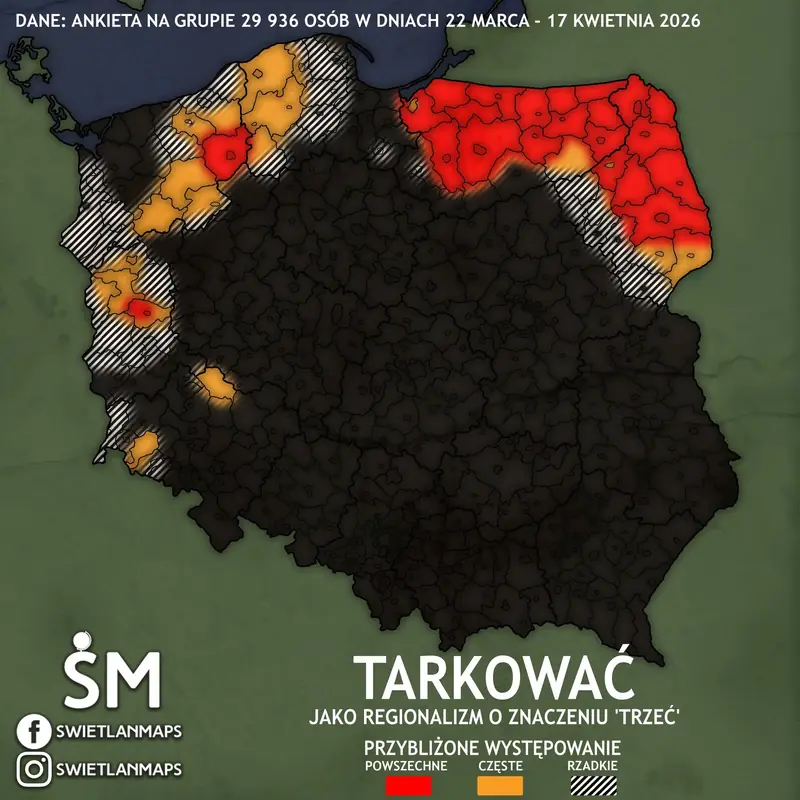 DANE: ANKIETA NA GRUPIE 29 936 OSÓB W DNIACH 22 MARCA - 17 KWIETNIA 2026
ŚM
SWIETLANMAPS
SWIETLANMAPS
TARKOWAĆ
JAKO REGIONALIZM O ZNACZENIU 'TRZEĆ'
PRZYBLIŻONE WYSTĘPOWANIE
POWSZECHNE CZĘSTE RZADKIE